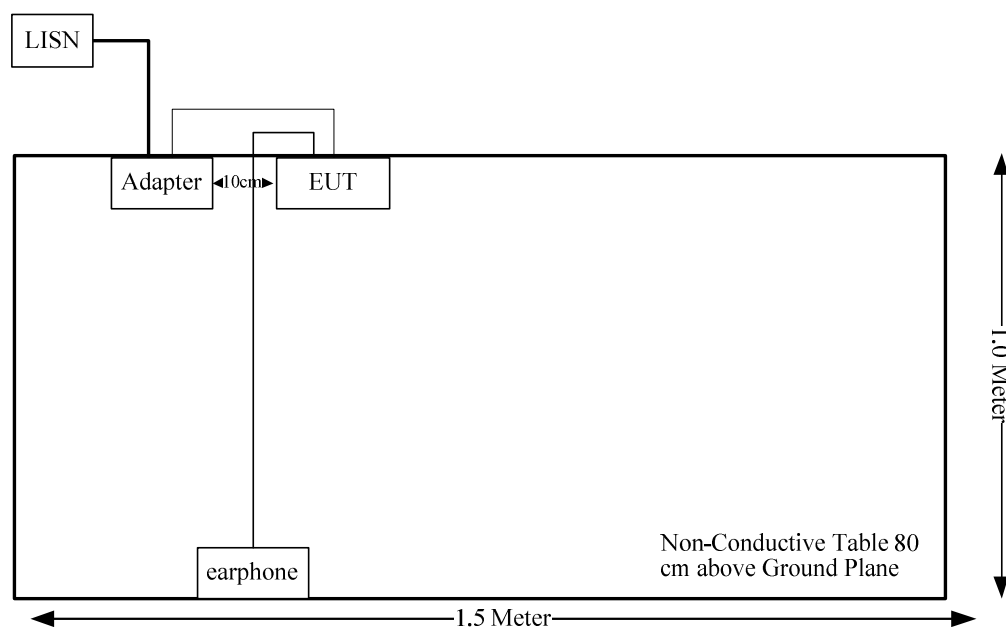 LISN
Adapter
10cm
EUT
1.0 Meter
Non-Conductive Table 80
cm above Ground Plane
earphone
1.5 Meter